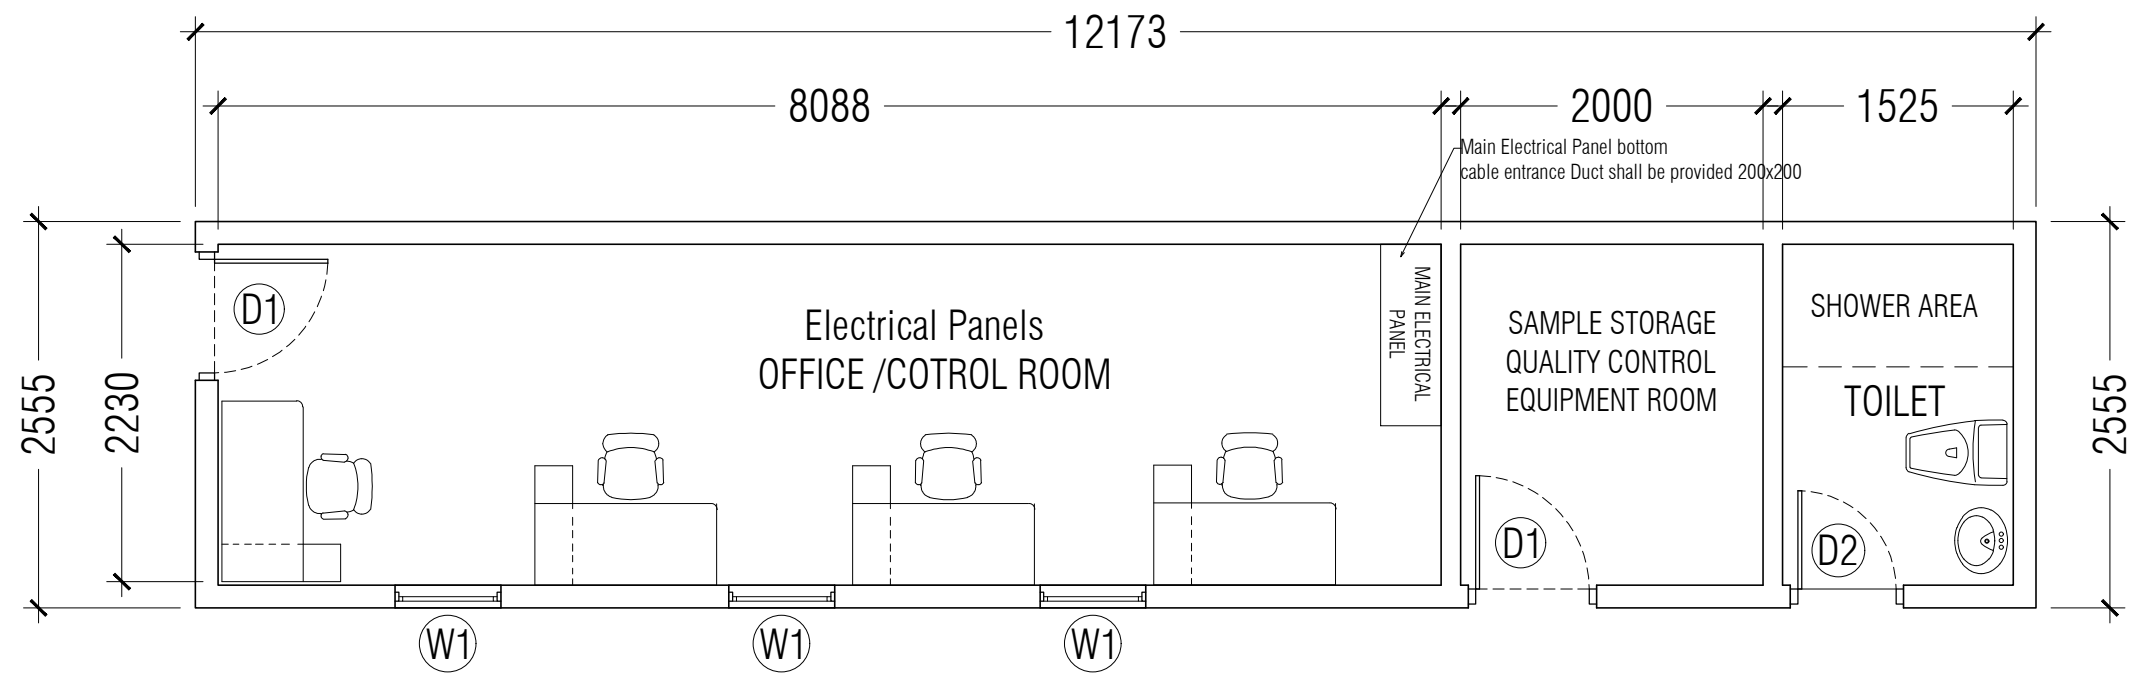 12173
8088
2000
1525
Main Electrical Panel bottom
cable entrance Duct shall be provided 200x200
2555
2230
D1
Electrical Panels
OFFICE /COTROL ROOM
MAIN ELECTRICAL
PANEL
SAMPLE STORAGE
QUALITY CONTROL
EQUIPMENT ROOM
SHOWER AREA
TOILET
2555
D1
D2
W1
W1
W1